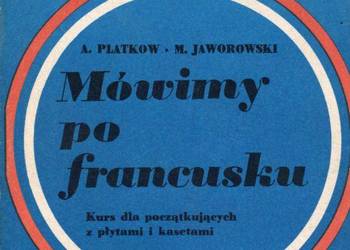 A. PLATKOW • M. JAWOROWSKI
Mówimy
po
francusku
Kurs dla początkujących
z płytami i kasetami